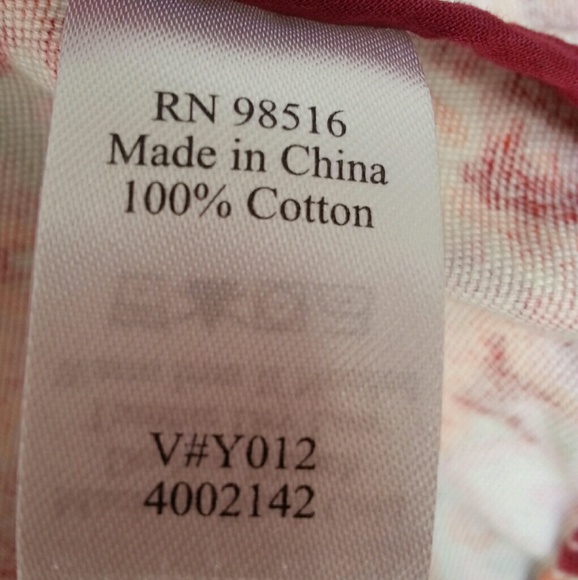 RN 98516
Made in China
100% Cotton
V#Y012
4002142